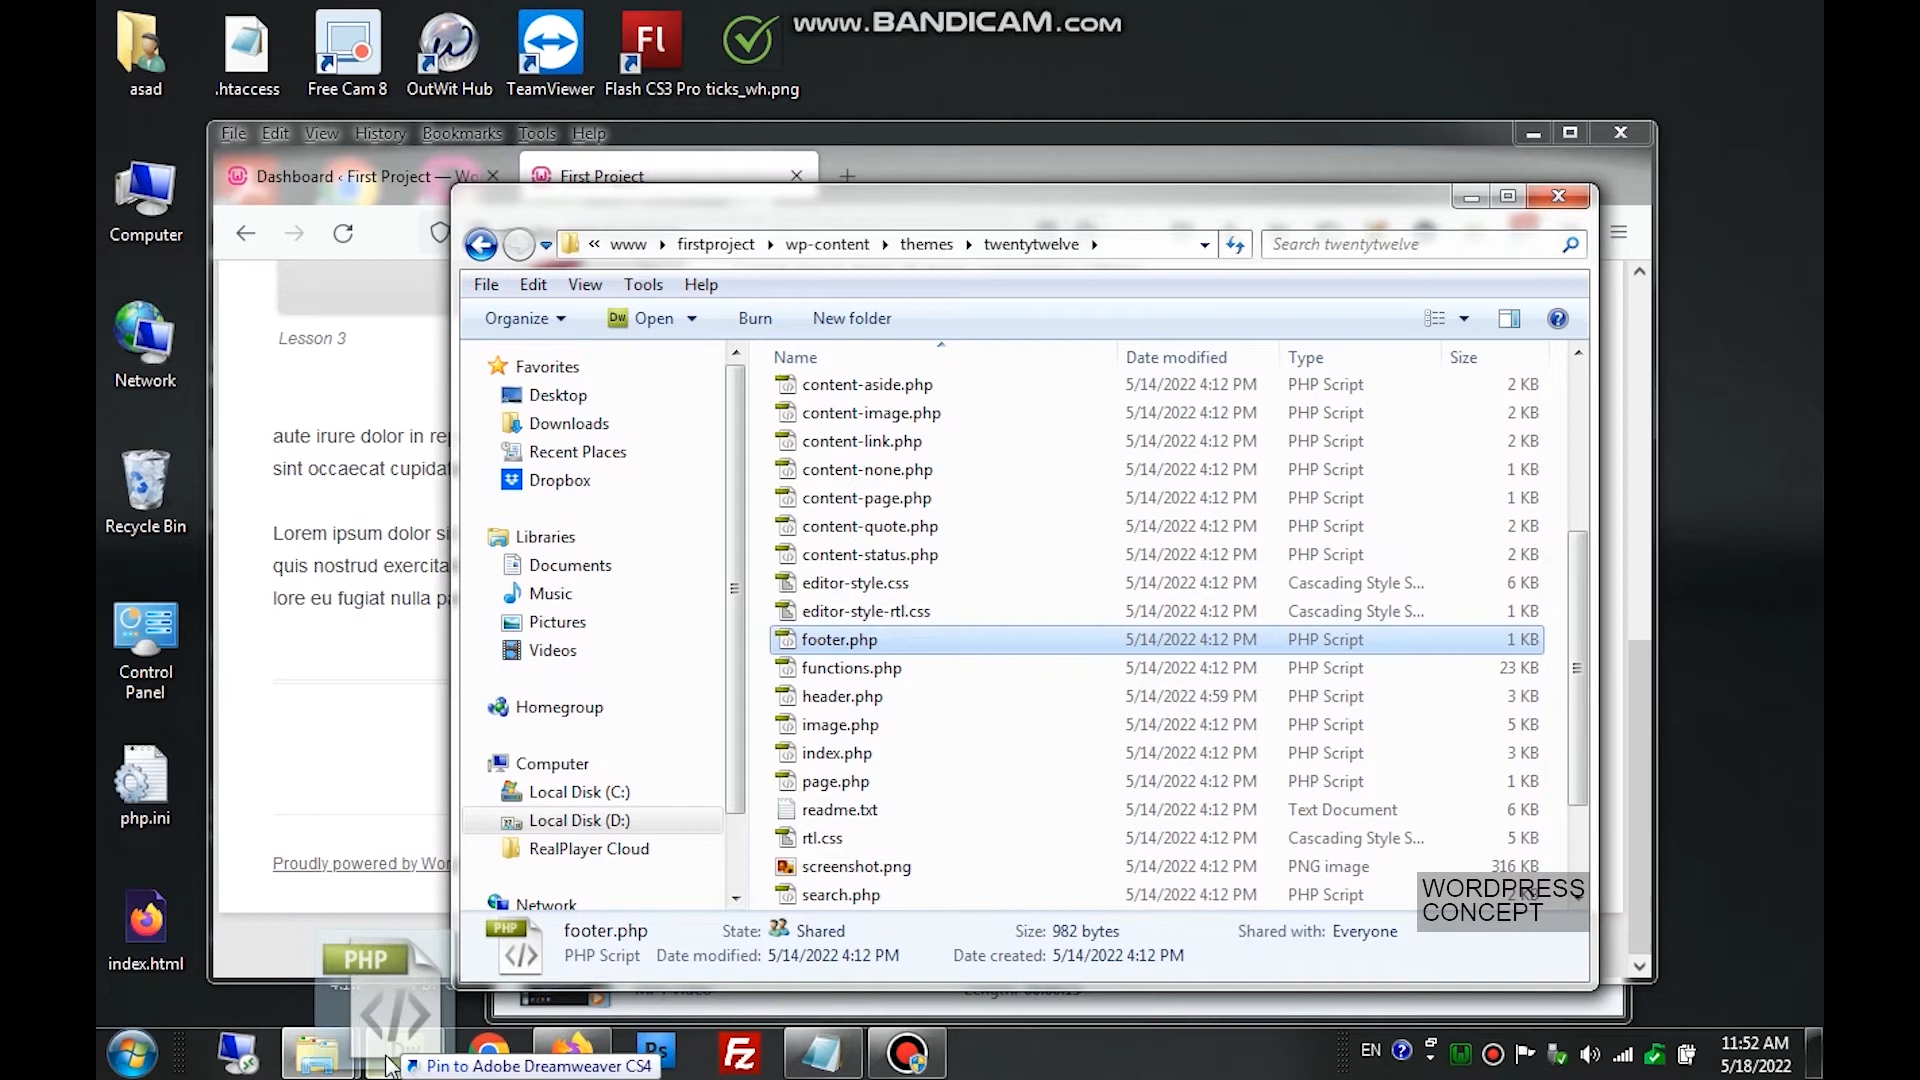 www.BANDICAM.com
asad
.htaccess
Free Cam 8
OutWit Hub
TeamViewer
Flash CS3 Pro
ticks_wh.png
Computer
Network
Recycle Bin
Control Panel
php.ini
index.html
File Edit View History Bookmarks Tools Help
Dashboard ‹ First Project — Wo
First Project
Lesson 3
aute irure dolor in rep
sint occaecat cupidat
Lorem ipsum dolor si
quis nostrud exercita
lore eu fugiat nulla pa
Proudly powered by Wor
« www firstproject wp-content themes twentytwelve
Search twentytwelve
File Edit View Tools Help
Organize Dw Open Burn New folder
Favorites
Desktop
Downloads
Recent Places
Dropbox
Libraries
Documents
Music
Pictures
Videos
Homegroup
Computer
Local Disk (C:)
Local Disk (D:)
RealPlayer Cloud
Network
Name Date modified Type Size
content-aside.php 5/14/2022 4:12 PM PHP Script 2 KB
content-image.php 5/14/2022 4:12 PM PHP Script 2 KB
content-link.php 5/14/2022 4:12 PM PHP Script 2 KB
content-none.php 5/14/2022 4:12 PM PHP Script 1 KB
content-page.php 5/14/2022 4:12 PM PHP Script 1 KB
content-quote.php 5/14/2022 4:12 PM PHP Script 2 KB
content-status.php 5/14/2022 4:12 PM PHP Script 2 KB
editor-style.css 5/14/2022 4:12 PM Cascading Style S... 6 KB
editor-style-rtl.css 5/14/2022 4:12 PM Cascading Style S... 1 KB
footer.php 5/14/2022 4:12 PM PHP Script 1 KB
functions.php 5/14/2022 4:12 PM PHP Script 23 KB
header.php 5/14/2022 4:59 PM PHP Script 3 KB
image.php 5/14/2022 4:12 PM PHP Script 5 KB
index.php 5/14/2022 4:12 PM PHP Script 3 KB
page.php 5/14/2022 4:12 PM PHP Script 1 KB
readme.txt 5/14/2022 4:12 PM Text Document 6 KB
rtl.css 5/14/2022 4:12 PM Cascading Style S... 5 KB
screenshot.png 5/14/2022 4:12 PM PNG image 316 KB
search.php 5/14/2022 4:12 PM PHP Script 2 KB
WORDPRESS
CONCEPT
PHP
footer.php State: Shared Size: 982 bytes Shared with: Everyone
PHP Script Date modified: 5/14/2022 4:12 PM Date created: 5/14/2022 4:12 PM
PHP
Pin to Adobe Dreamweaver CS4
Ps
Fz
EN
11:52 AM
5/18/2022